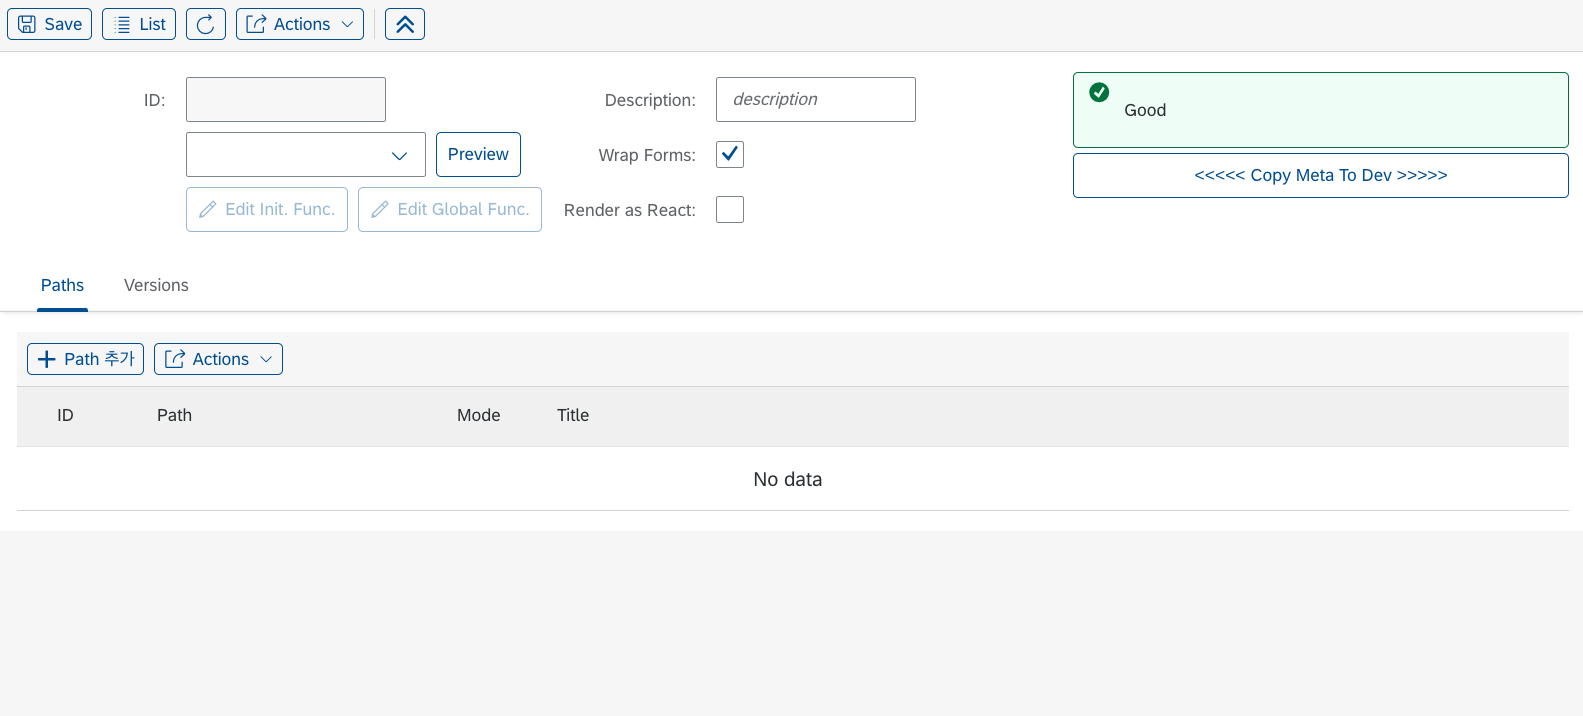 Save List Actions
ID: Description: description
Good
Preview Wrap Forms:
<<<<< Copy Meta To Dev >>>>>
Edit Init. Func. Edit Global Func. Render as React:
Paths Versions
Path 추가 Actions
ID Path Mode Title
No data